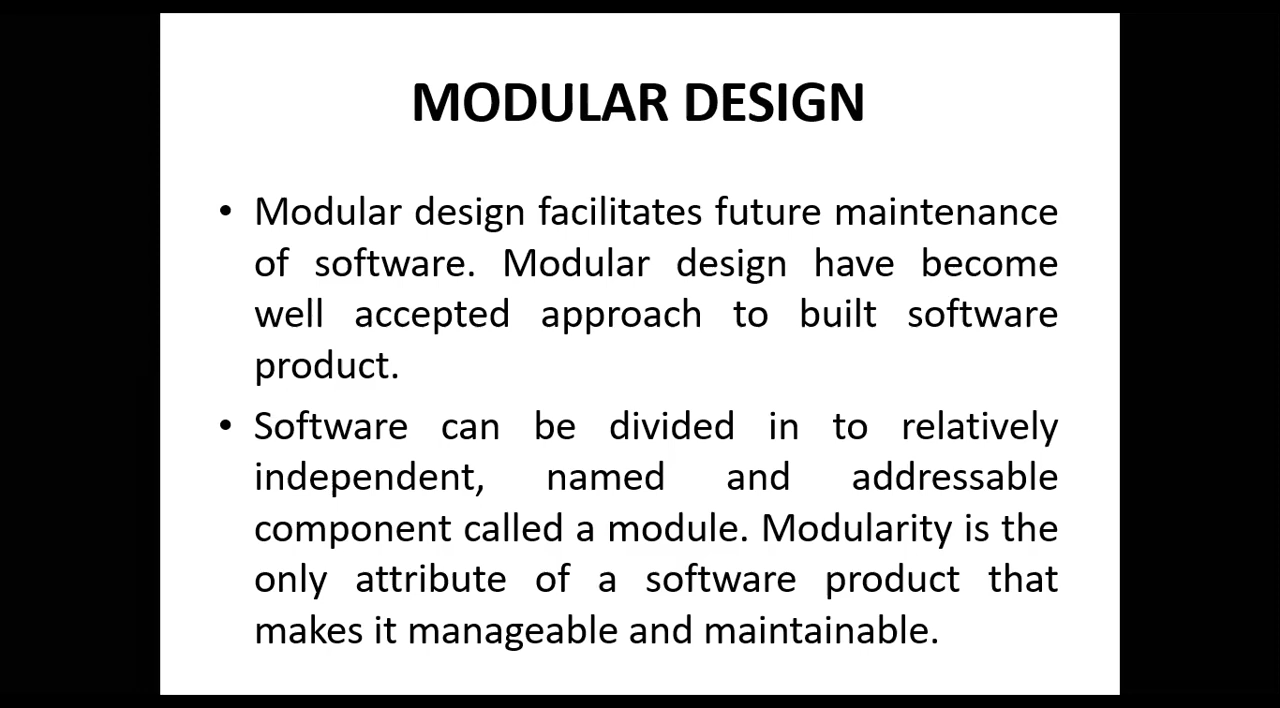 MODULAR DESIGN
• Modular design facilitates future maintenance
of software. Modular design have become
well accepted approach to built software
product.
• Software can be divided in to relatively
independent, named and addressable
component called a module. Modularity is the
only attribute of a software product that
makes it manageable and maintainable.